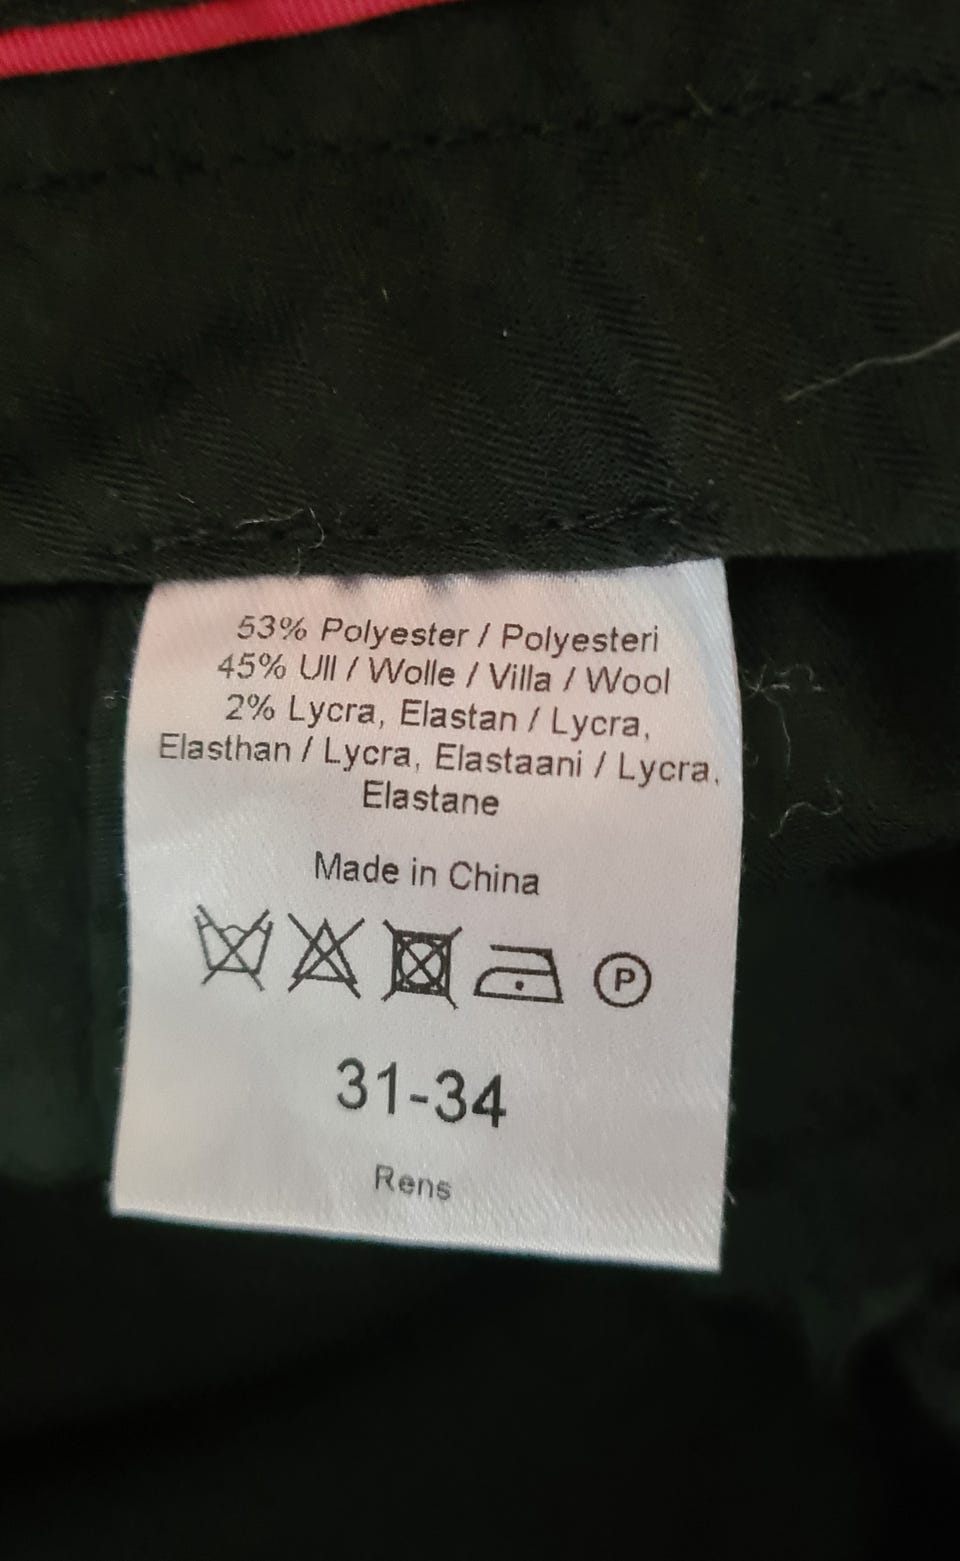 53% Polyester / Polyesteri
45% Ull / Wolle / Villa / Wool
2% Lycra, Elastan / Lycra,
Elasthan / Lycra, Elastaani / Lycra,
Elastane
Made in China
P
31-34
Rens